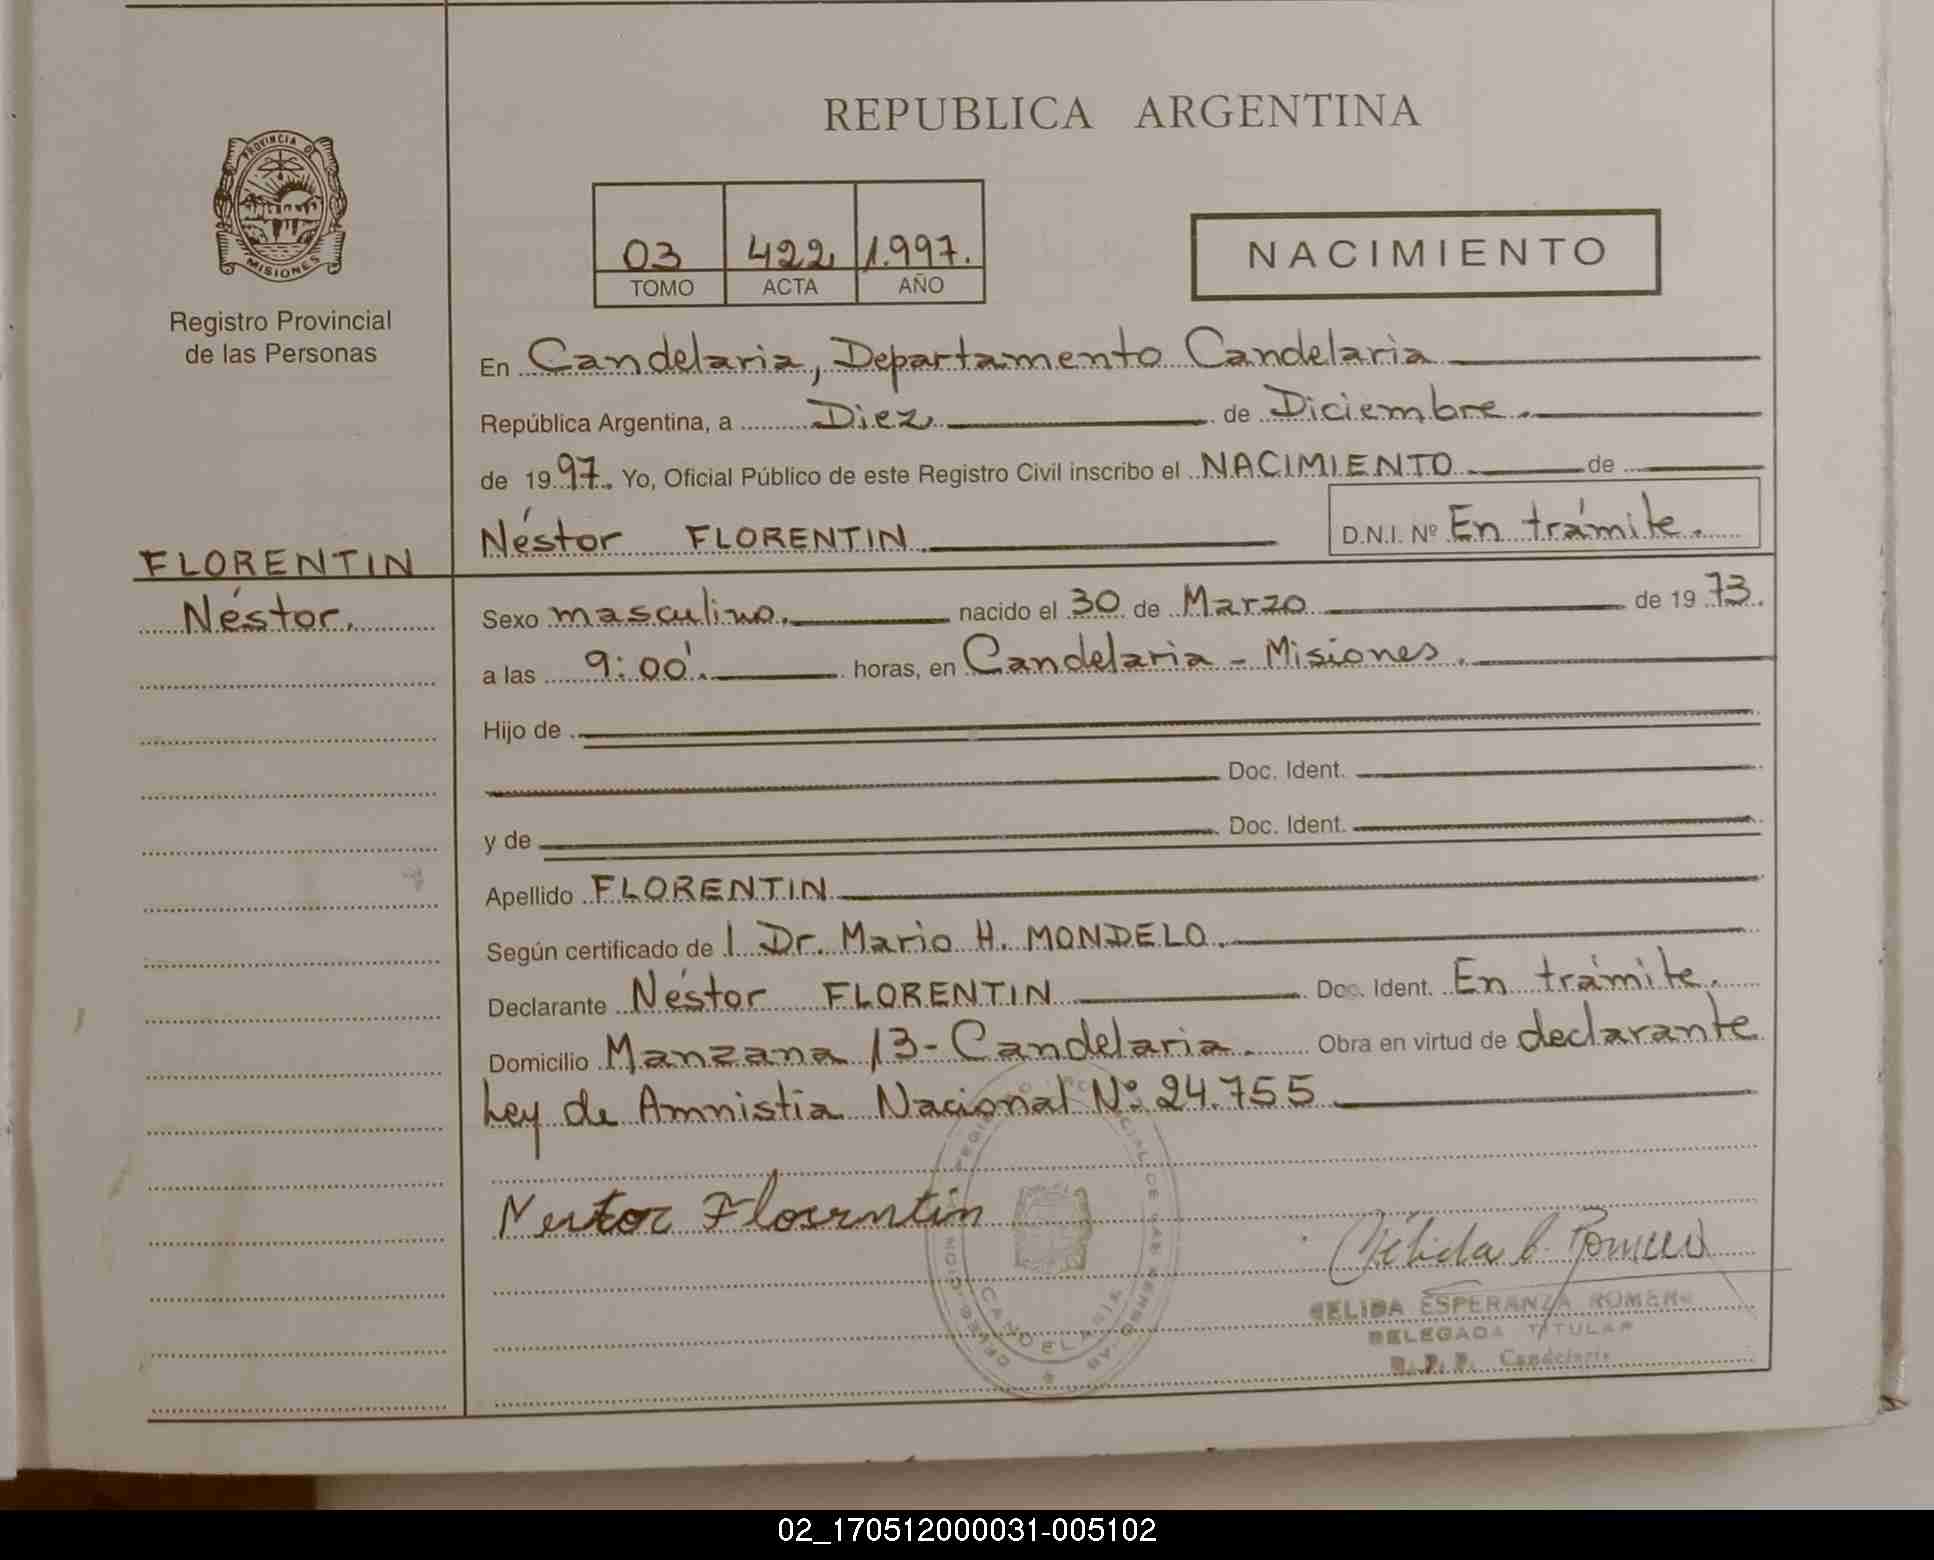 REPUBLICA ARGENTINA
PROVINCIA DE
MISIONES
Registro Provincial
de las Personas
03 422 1.997.
TOMO ACTA AÑO
NACIMIENTO
En Candelaria, Departamento Candelaria
República Argentina, a Diez de Diciembre.
de 1997. Yo, Oficial Público de este Registro Civil inscribo el NACIMIENTO de
Néstor FLORENTIN D.N.I. Nº En trámite.
FLORENTIN
Néstor.
Sexo masculino. nacido el 30 de Marzo de 1973.
a las 9:00'. horas, en Candelaria - Misiones.
Hijo de
Doc. Ident.
y de Doc. Ident.
Apellido FLORENTIN
Según certificado de l Dr. Mario H. MONDELO.
Declarante Néstor FLORENTIN Doc. Ident. En trámite.
Domicilio Manzana 13 - Candelaria. Obra en virtud de declarante
Ley de Amnistia Nacional Nº 24.755
Nestor Florentin
CANDELARIA
CELIDA ESPERANZA ROMERO
DELEGADA TITULAR
R. P. P. Candelaria
02_170512000031-005102